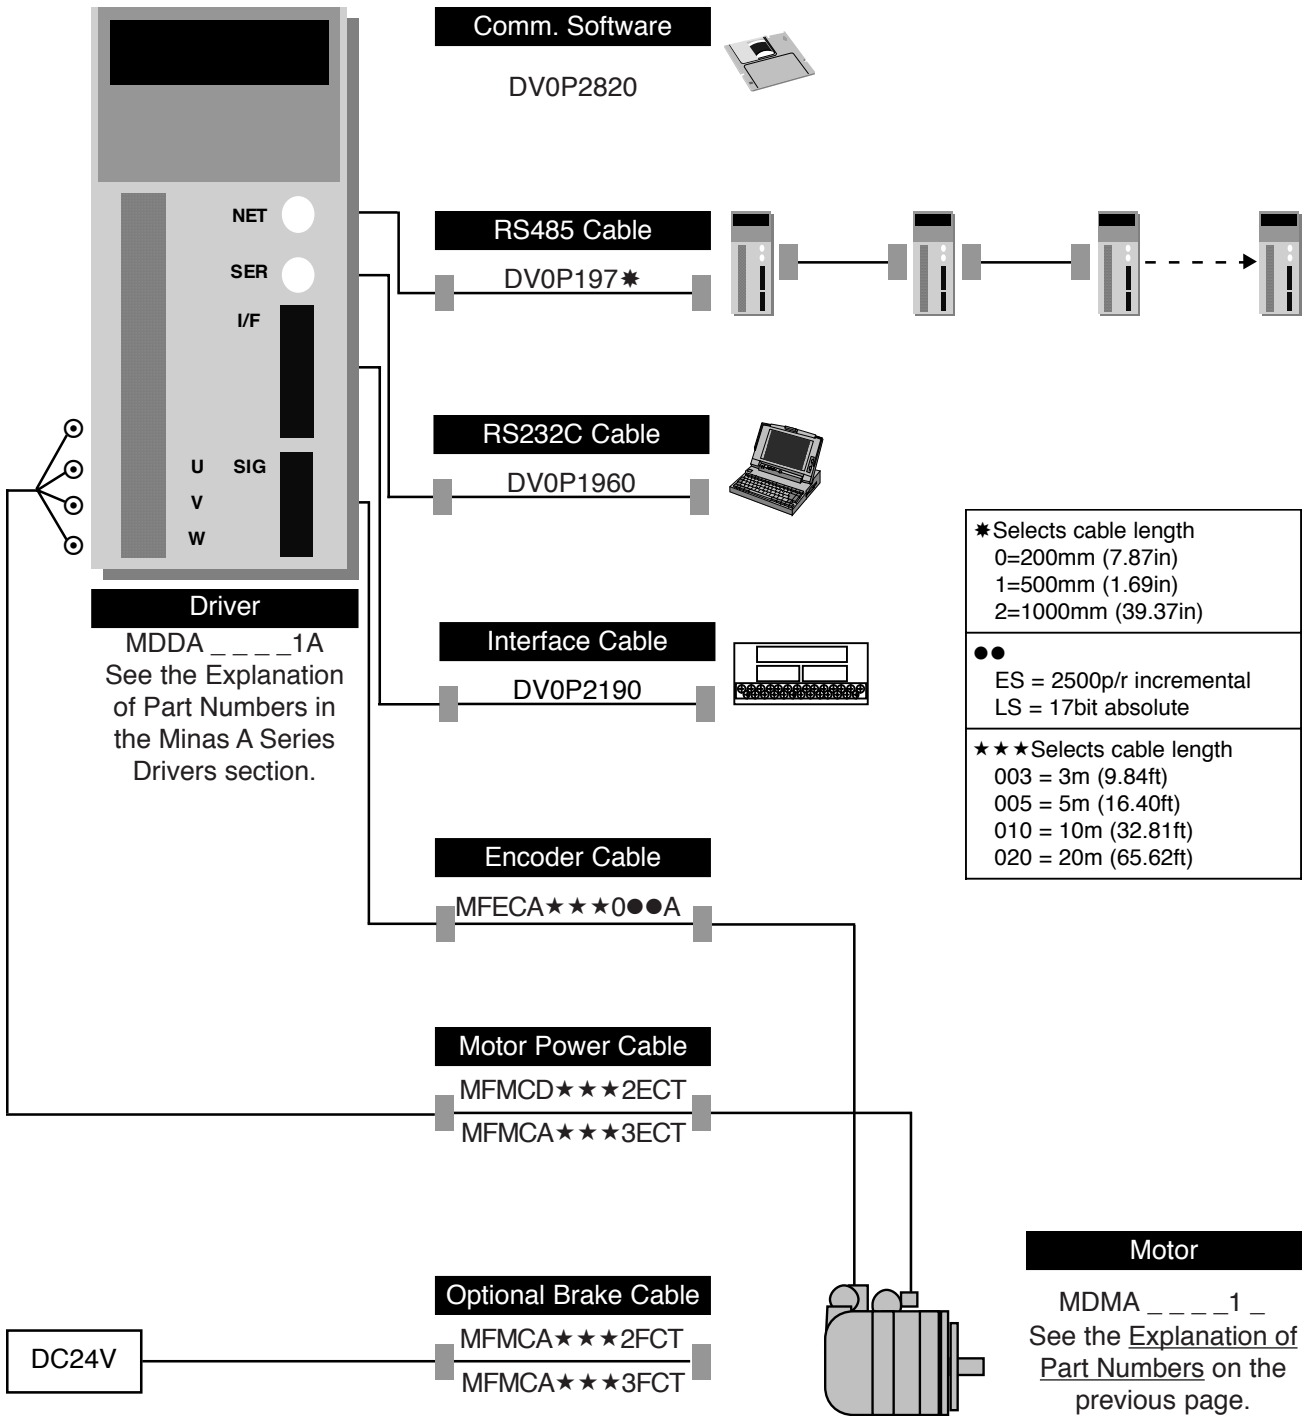 Comm. Software
DV0P2820
NET
SER
I/F
U SIG
V
W
RS485 Cable
DV0P197✸
RS232C Cable
DV0P1960
Driver
MDDA _ _ _ _1A
See the Explanation
of Part Numbers in
the Minas A Series
Drivers section.
Interface Cable
DV0P2190
✸Selects cable length
0=200mm (7.87in)
1=500mm (1.69in)
2=1000mm (39.37in)
●●
ES = 2500p/r incremental
LS = 17bit absolute
★★★Selects cable length
003 = 3m (9.84ft)
005 = 5m (16.40ft)
010 = 10m (32.81ft)
020 = 20m (65.62ft)
Encoder Cable
MFECA★★★0●●A
Motor Power Cable
MFMCD★★★2ECT
MFMCA★★★3ECT
Optional Brake Cable
MFMCA★★★2FCT
MFMCA★★★3FCT
DC24V
Motor
MDMA _ _ _ _1 _
See the Explanation of
Part Numbers on the
previous page.